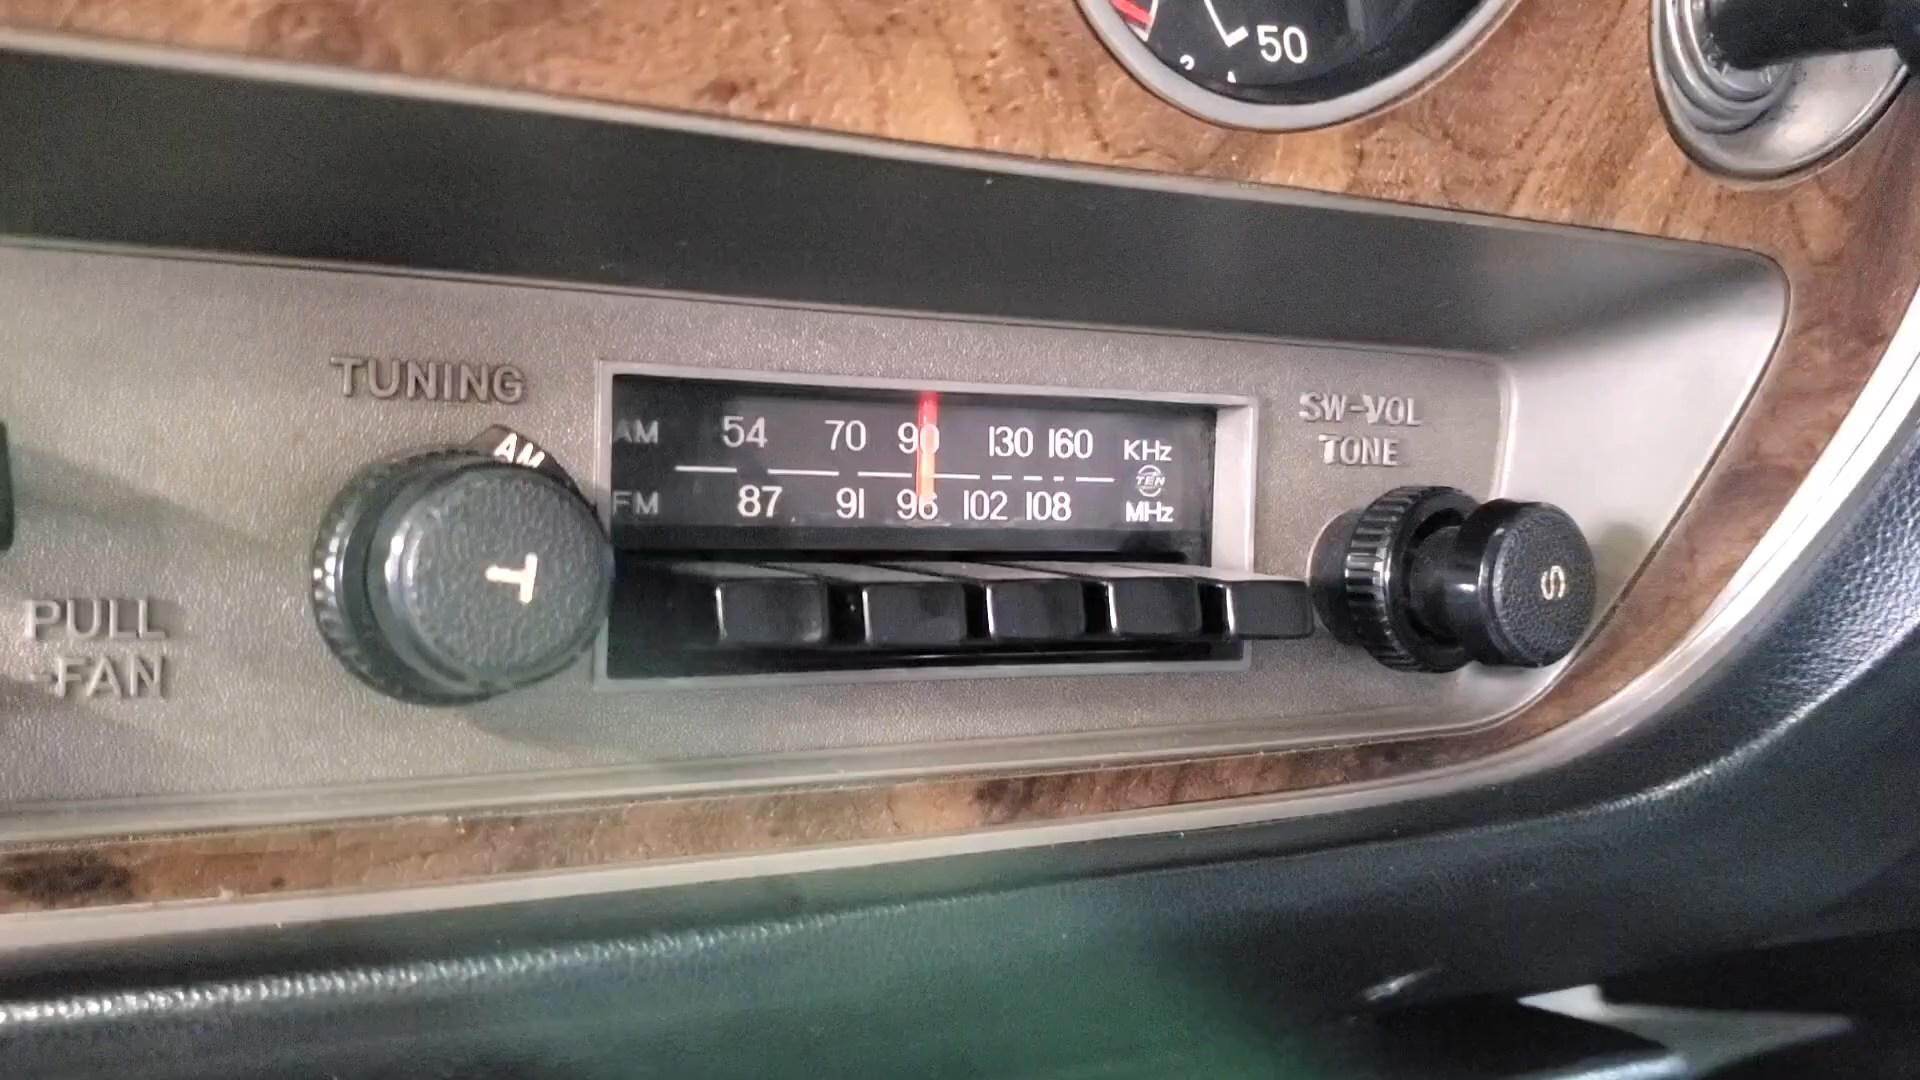 50
TUNING
AM
T
AM 54 70 90 130 160 KHz
TEN
FM 87 91 96 102 108 MHz
SW-VOL
TONE
S
PULL
FAN